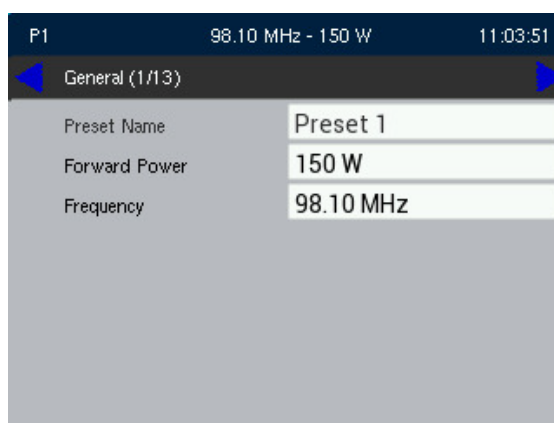 P1 98.10 MHz - 150 W 11:03:51
General (1/13)
Preset Name Preset 1
Forward Power 150 W
Frequency 98.10 MHz